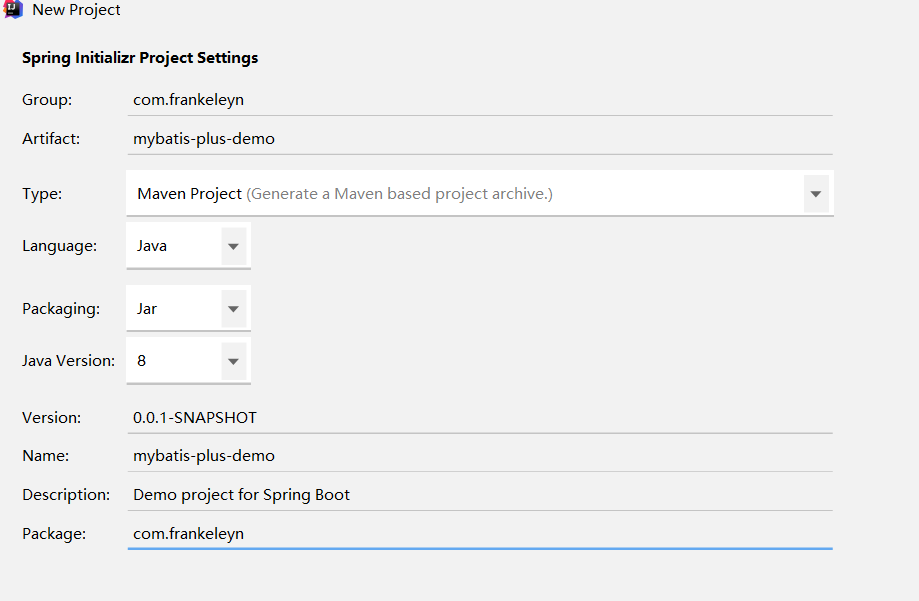 New Project
Spring Initializr Project Settings
Group: com.frankeleyn
Artifact: mybatis-plus-demo
Type: Maven Project (Generate a Maven based project archive.)
Language: Java
Packaging: Jar
Java Version: 8
Version: 0.0.1-SNAPSHOT
Name: mybatis-plus-demo
Description: Demo project for Spring Boot
Package: com.frankeleyn